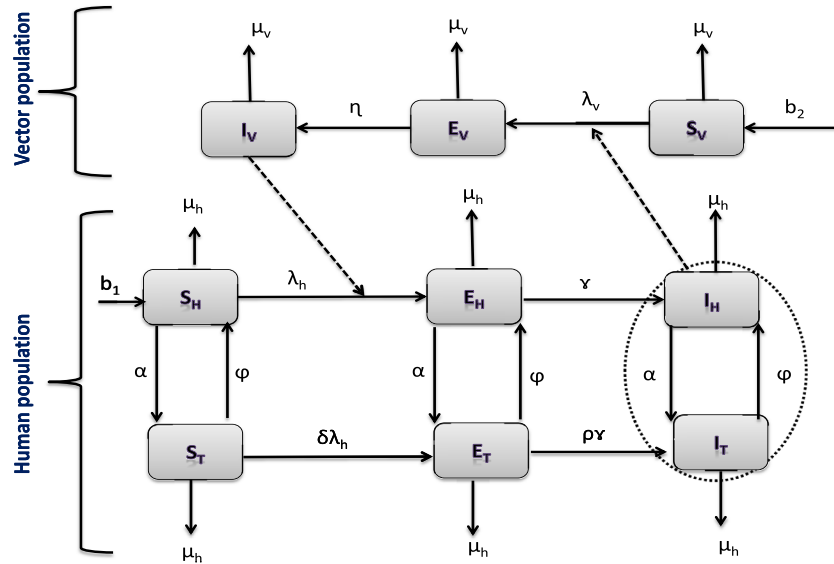 Vector population
μv
μv
μv
IV
η
EV
λv
SV
b2
Human population
μh
μh
μh
b1
SH
λh
EH
ɤ
IH
α
φ
α
φ
α
φ
ST
δλh
ET
ρɤ
IT
μh
μh
μh